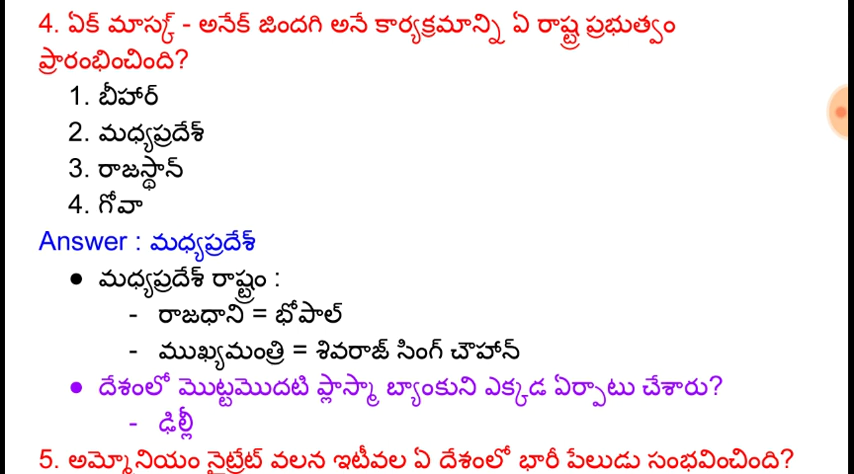 4. ఏక్ మాస్క్ - అనేక్ జిందగి అనే కార్యక్రమాన్ని ఏ రాష్ట్ర ప్రభుత్వం
ప్రారంభించింది?
1. బీహార్
2. మధ్యప్రదేశ్
3. రాజస్థాన్
4. గోవా
Answer : మధ్యప్రదేశ్
● మధ్యప్రదేశ్ రాష్ట్రం :
- రాజధాని = భోపాల్
- ముఖ్యమంత్రి = శివరాజ్ సింగ్ చౌహాన్
● దేశంలో మొట్టమొదటి ప్లాస్మా బ్యాంకుని ఎక్కడ ఏర్పాటు చేశారు?
- ఢిల్లీ
5. అమ్మోనియం నైట్రేట్ వలన ఇటీవల ఏ దేశంలో భారీ పేలుడు సంభవించింది?